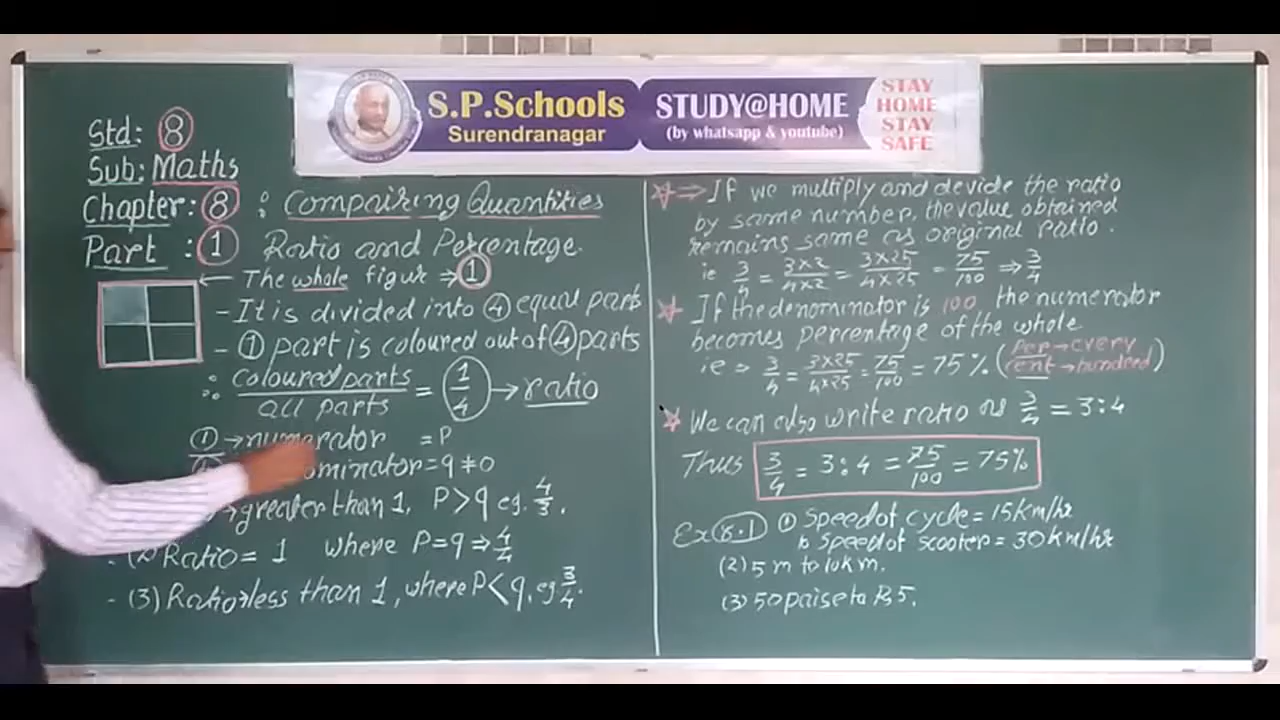 S.P.Schools
Surendranagar
STUDY@HOME
(by whatsapp & youtube)
STAY
HOME
STAY
SAFE
Std: 8
Sub: Maths
Chapter: 8 : Compairing Quantities
Part : 1 Ratio and Percentage.
← The whole figure → 1
- It is divided into 4 equal parts
- 1 part is coloured out of 4 parts
∴ coloured parts / all parts = 1/4 → ratio
1 → numerator = P
ominator = q ≠ 0
→ greater than 1, P > q eg. 4/3.
- (2) Ratio = 1 where P = q ⇒ 4/4
- (3) Ratio less than 1, where P < q, eg 3/4.
⇒ If we multiply and devide the ratio
by same number, the value obtained
remains same as original ratio.
ie 3/4 = 3×2/4×2 = 3×25/4×25 = 75/100 ⇒ 3/4
If the denominator is 100 the numerator
becomes percentage of the whole
ie ⇒ 3/4 = 3×25/4×25 = 75/100 = 75% (Per → every
cent → hundred)
We can also write ratio as 3/4 = 3:4
Thus 3/4 = 3:4 = 75/100 = 75%
Ex 8.1 1 Speed of cycle = 15 km/hr
to Speed of scooter = 30 km/hr
(2) 5 m to 10 km.
(3) 50 paise to Rs 5.